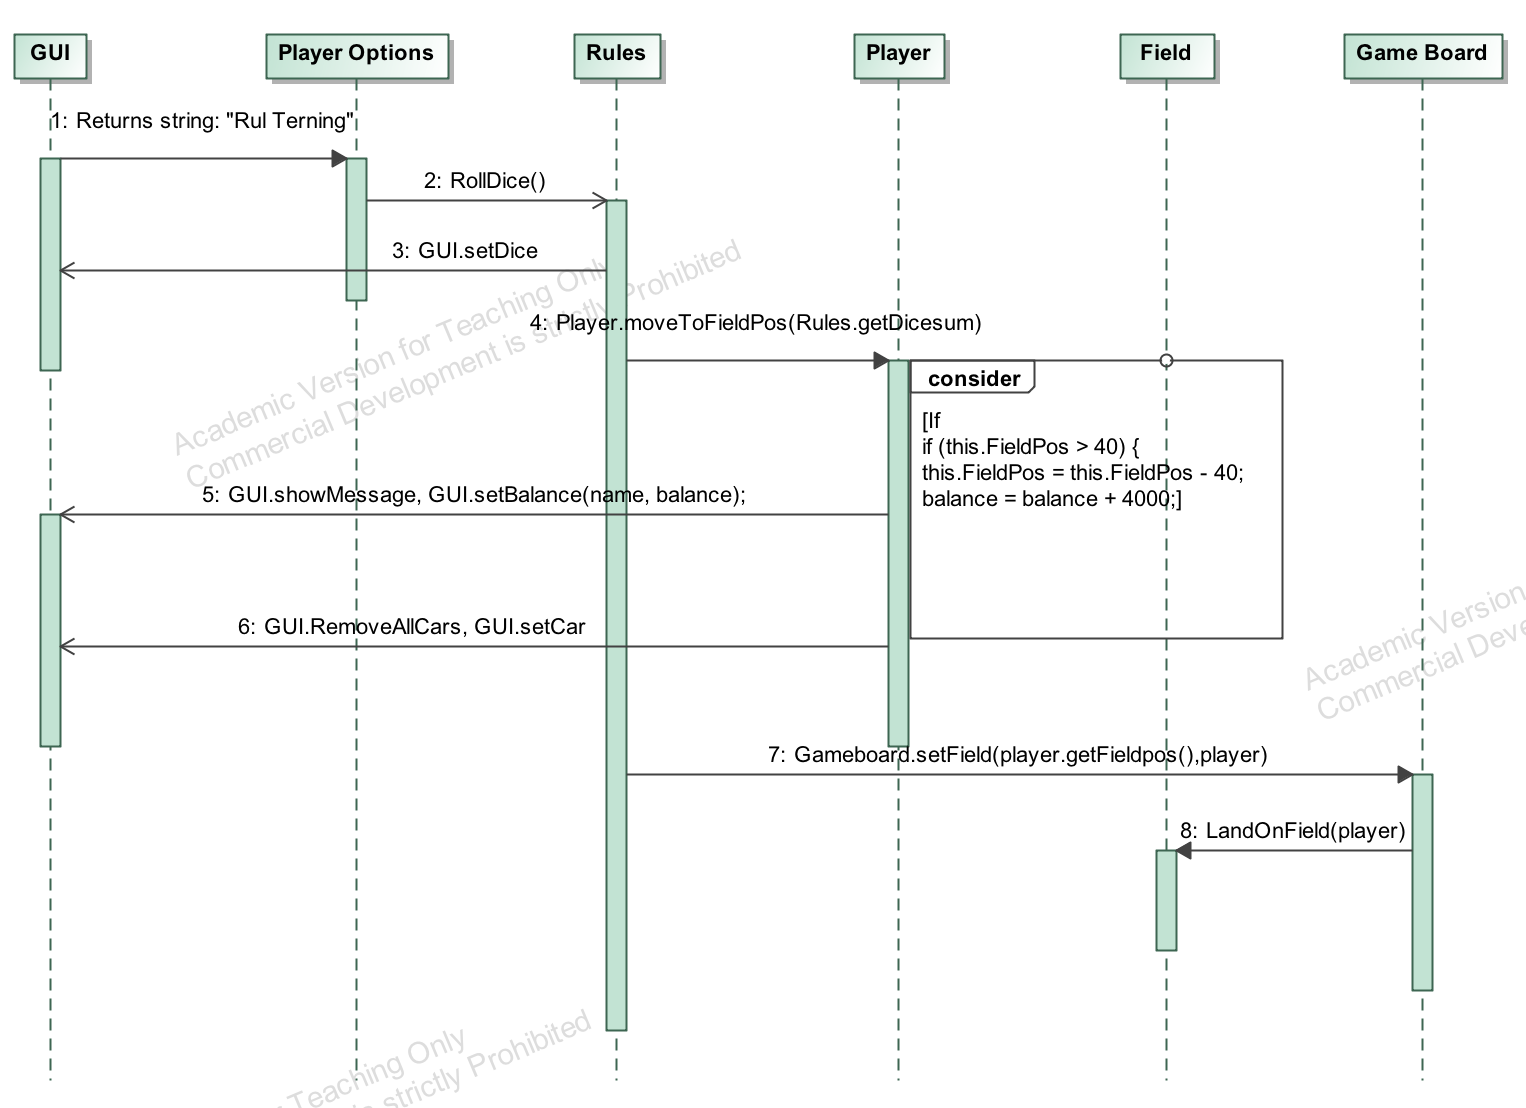 GUI
Player Options
Rules
Player
Field
Game Board
1: Returns string: "Rul Terning"
2: RollDice()
3: GUI.setDice
4: Player.moveToFieldPos(Rules.getDicesum)
consider
[If
if (this.FieldPos > 40) {
this.FieldPos = this.FieldPos - 40;
balance = balance + 4000;]
5: GUI.showMessage, GUI.setBalance(name, balance);
6: GUI.RemoveAllCars, GUI.setCar
7: Gameboard.setField(player.getFieldpos(),player)
8: LandOnField(player)
Academic Version for Teaching Only
Commercial Development is strictly Prohibited
Academic Version
Commercial Deve
Teaching Only
is strictly Prohibited